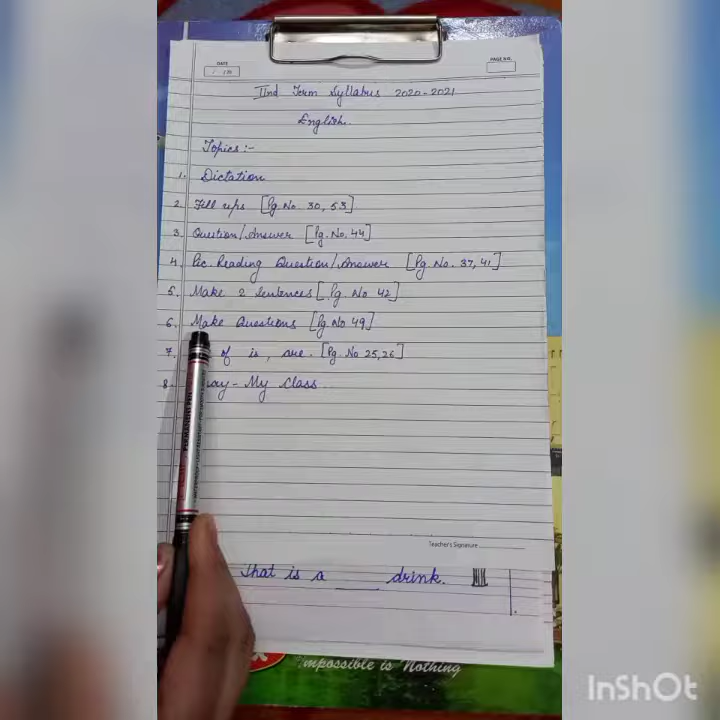 DATE
PAGE NO.
IInd Term Syllabus 2020-2021
English.
Topics:-
1. Dictation
2. Fill ups [Pg No. 30, 53]
3. Question/Answer [Pg. No. 44]
4. Pic. Reading Question/Answer [Pg. No. 37, 41]
5. Make 2 Sentences [Pg. No 42]
6. Make Questions [Pg. No 49]
7. of is, are. [Pg. No 25,26]
8. - My Class
Teacher's Signature
That is a ____ drink.
mpossible is Nothing
InShOt